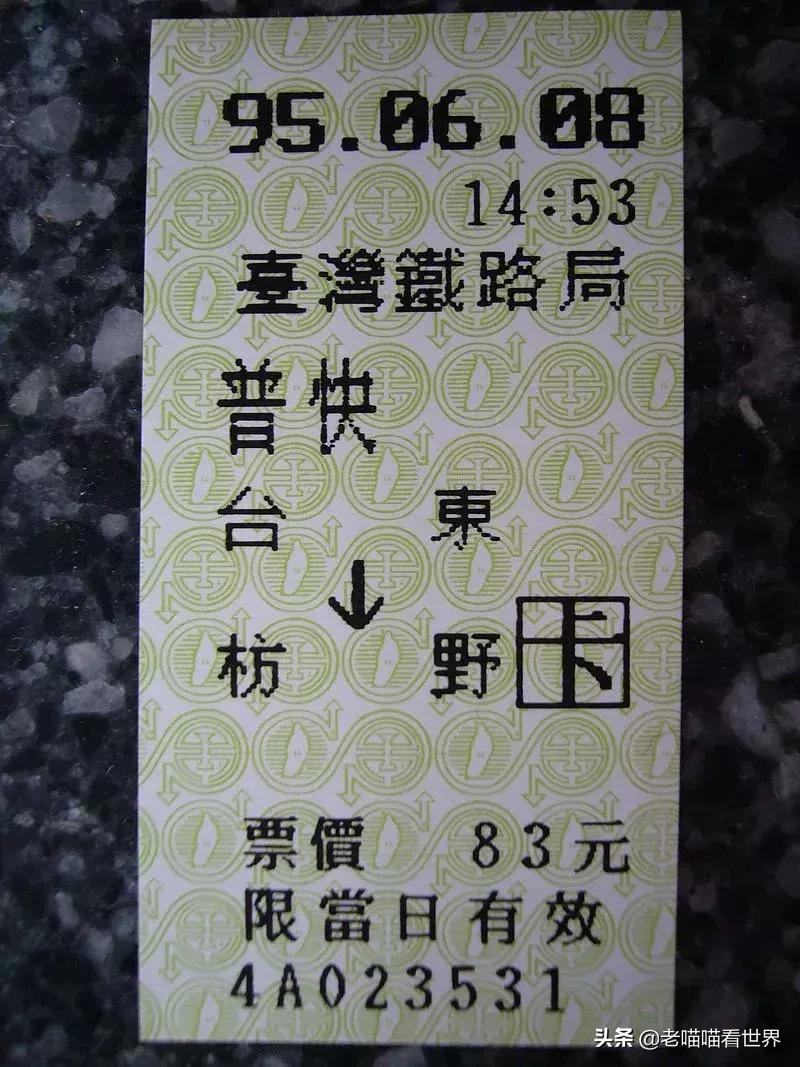 95.06.08
14:53
臺灣鐵路局
普快
台東
↓
枋野 卡
票價 83元
限當日有效
4A023531
头条 @老喵喵看世界